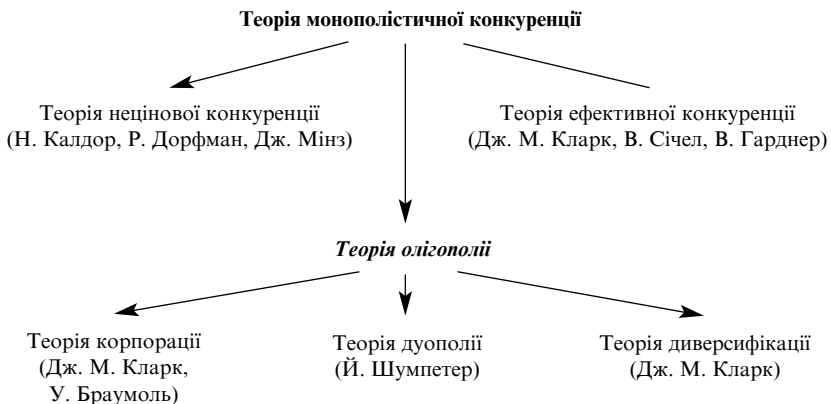 Теорія монополістичної конкуренції
Теорія нецінової конкуренції
(Н. Калдор, Р. Дорфман, Дж. Мінз)
Теорія ефективної конкуренції
(Дж. М. Кларк, В. Січел, В. Гарднер)
Теорія олігополії
Теорія корпорації
(Дж. М. Кларк,
У. Браумоль)
Теорія дуополії
(Й. Шумпетер)
Теорія диверсифікації
(Дж. М. Кларк)